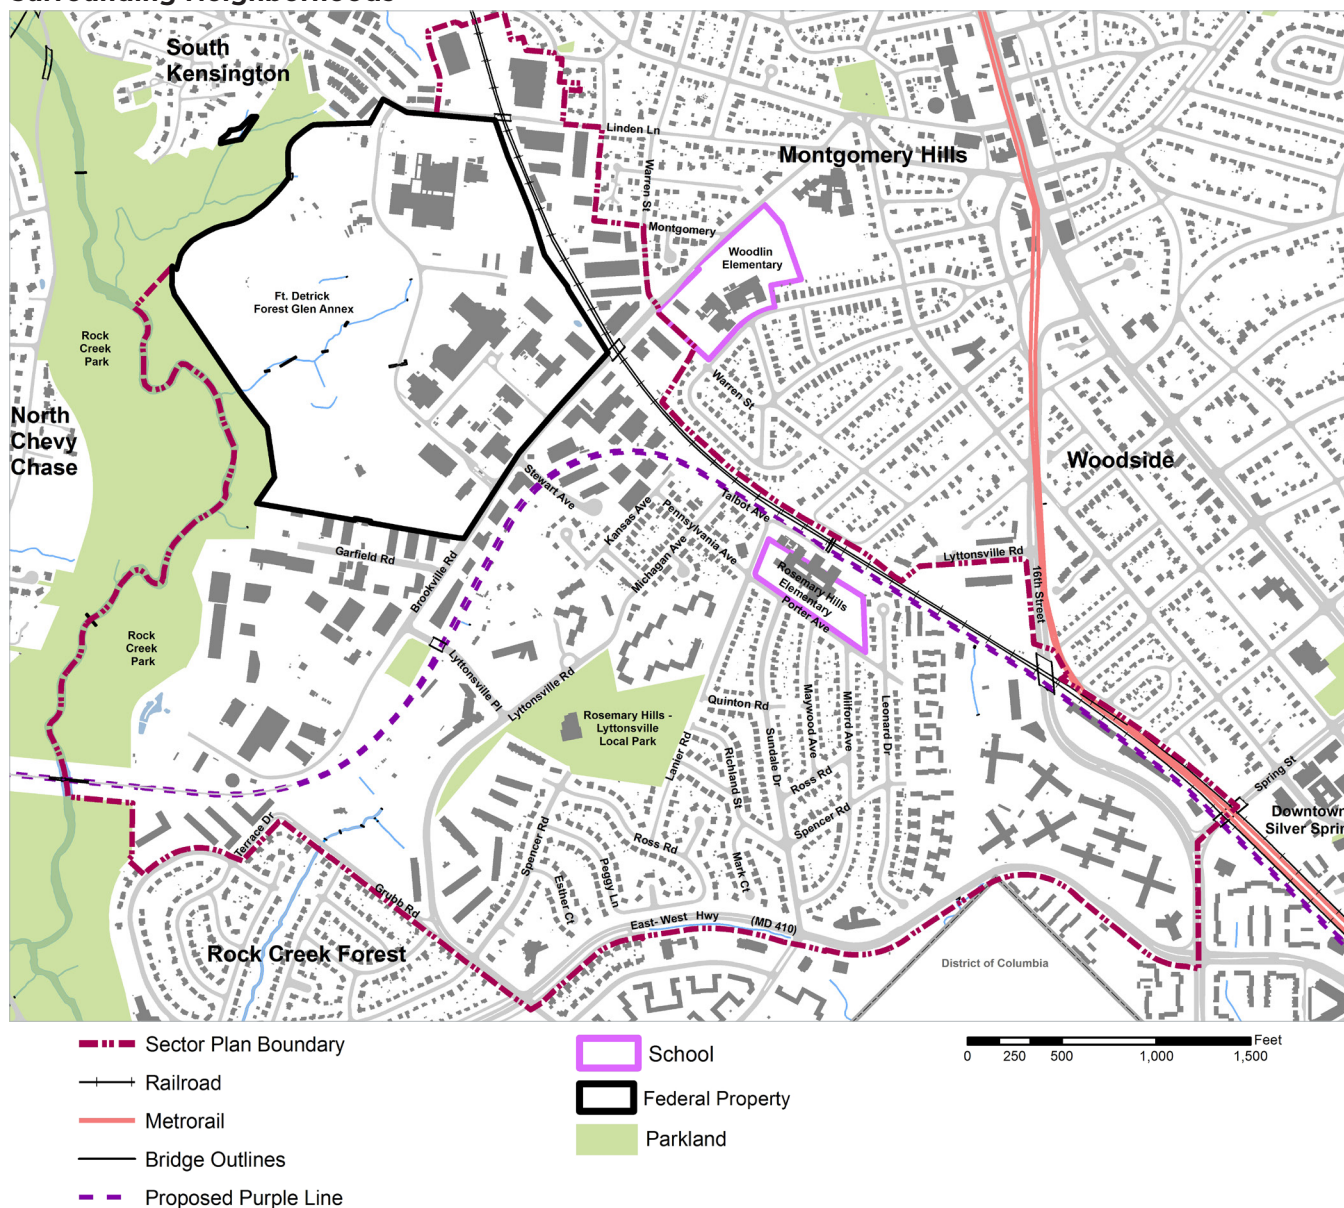 Surrounding Neighborhoods
South
Kensington
Linden Ln
Montgomery Hills
Warren St
Montgomery
Woodlin
Elementary
Ft. Detrick
Forest Glen Annex
Rock
Creek
Park
North
Chevy
Chase
Warren St
Woodside
Stewart Ave
Talbot Ave
Kansas Ave
Pennsylvania Ave
Michagan Ave
Garfield Rd
Brookville Rd
Lyttonsville Rd
16th Street
Rosemary Hills
Elementary
Porter Ave
Rock
Creek
Park
Lyttonsville Pl
Lyttonsville Rd
Rosemary Hills -
Lyttonsville
Local Park
Quinton Rd
Lanier Rd
Richland St
Sundale Dr
Maywood Ave
Milford Ave
Leonard Dr
Ross Rd
Spencer Rd
Spring St
Downtown
Silver Sprin
Terrace Dr
Spencer Rd
Ross Rd
Mark Ct
Peggy Ln
Esther Ct
Grubb Rd
East-West Hwy (MD 410)
Rock Creek Forest
District of Columbia
Sector Plan Boundary
Railroad
Metrorail
Bridge Outlines
Proposed Purple Line
School
Federal Property
Parkland
Feet
0 250 500 1,000 1,500